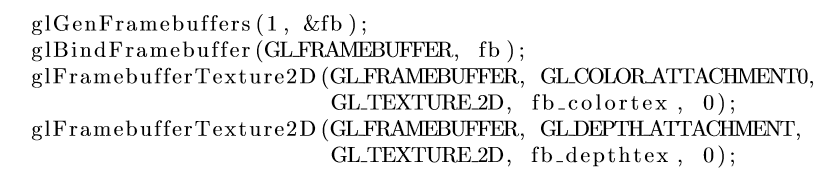 glGenFramebuffers(1, &fb);
glBindFramebuffer(GL_FRAMEBUFFER, fb);
glFramebufferTexture2D(GL_FRAMEBUFFER, GL_COLOR_ATTACHMENT0,
GL_TEXTURE_2D, fb_colortex, 0);
glFramebufferTexture2D(GL_FRAMEBUFFER, GL_DEPTH_ATTACHMENT,
GL_TEXTURE_2D, fb_depthtex, 0);